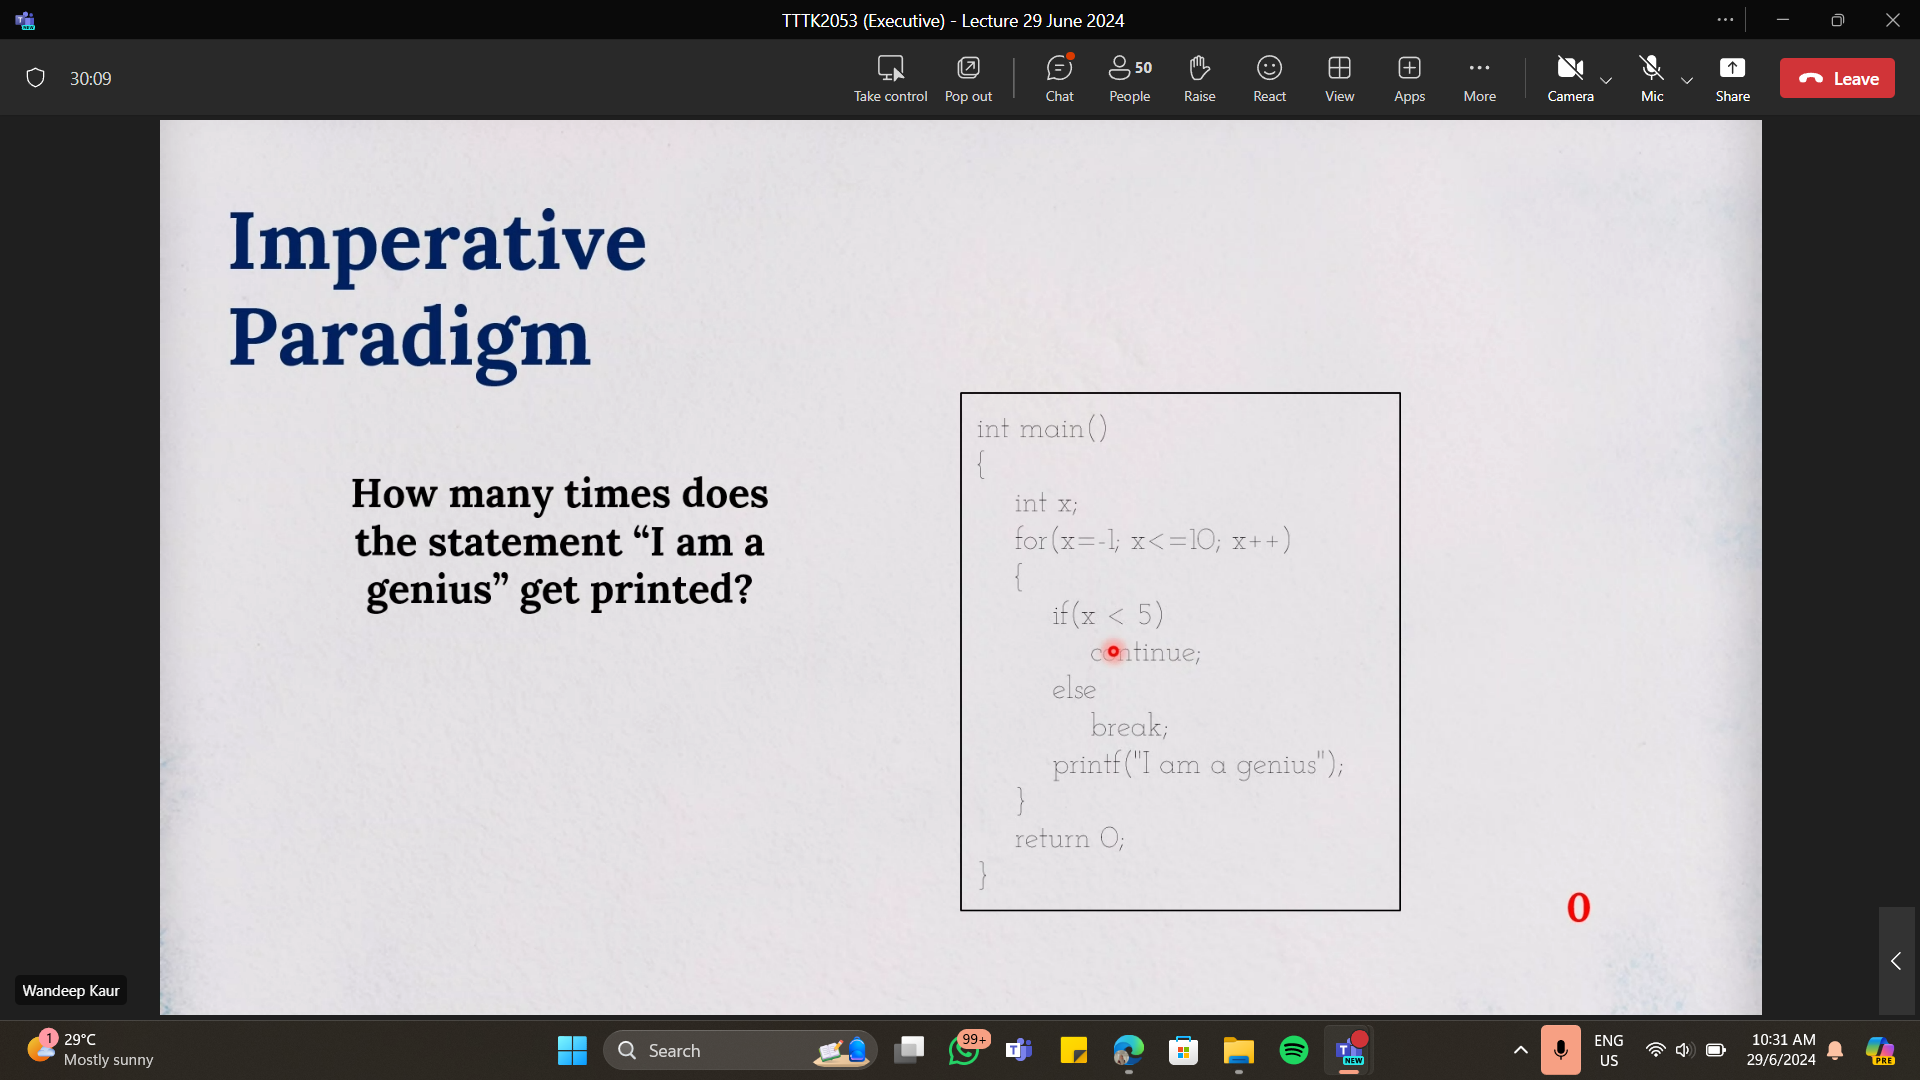 TTTK2053 (Executive) - Lecture 29 June 2024
30:09
Take control
Pop out
Chat
50
People
Raise
React
View
Apps
More
Camera
Mic
Share
Leave
Imperative
Paradigm
How many times does
the statement “I am a
genius” get printed?
int main()
{
int x;
for(x=-1; x<=10; x++)
{
if(x < 5)
continue;
else
break;
printf("I am a genius");
}
return 0;
}
0
Wandeep Kaur
1
29°C
Mostly sunny
Search
99+
NEW
ENG
US
10:31 AM
29/6/2024
PRE